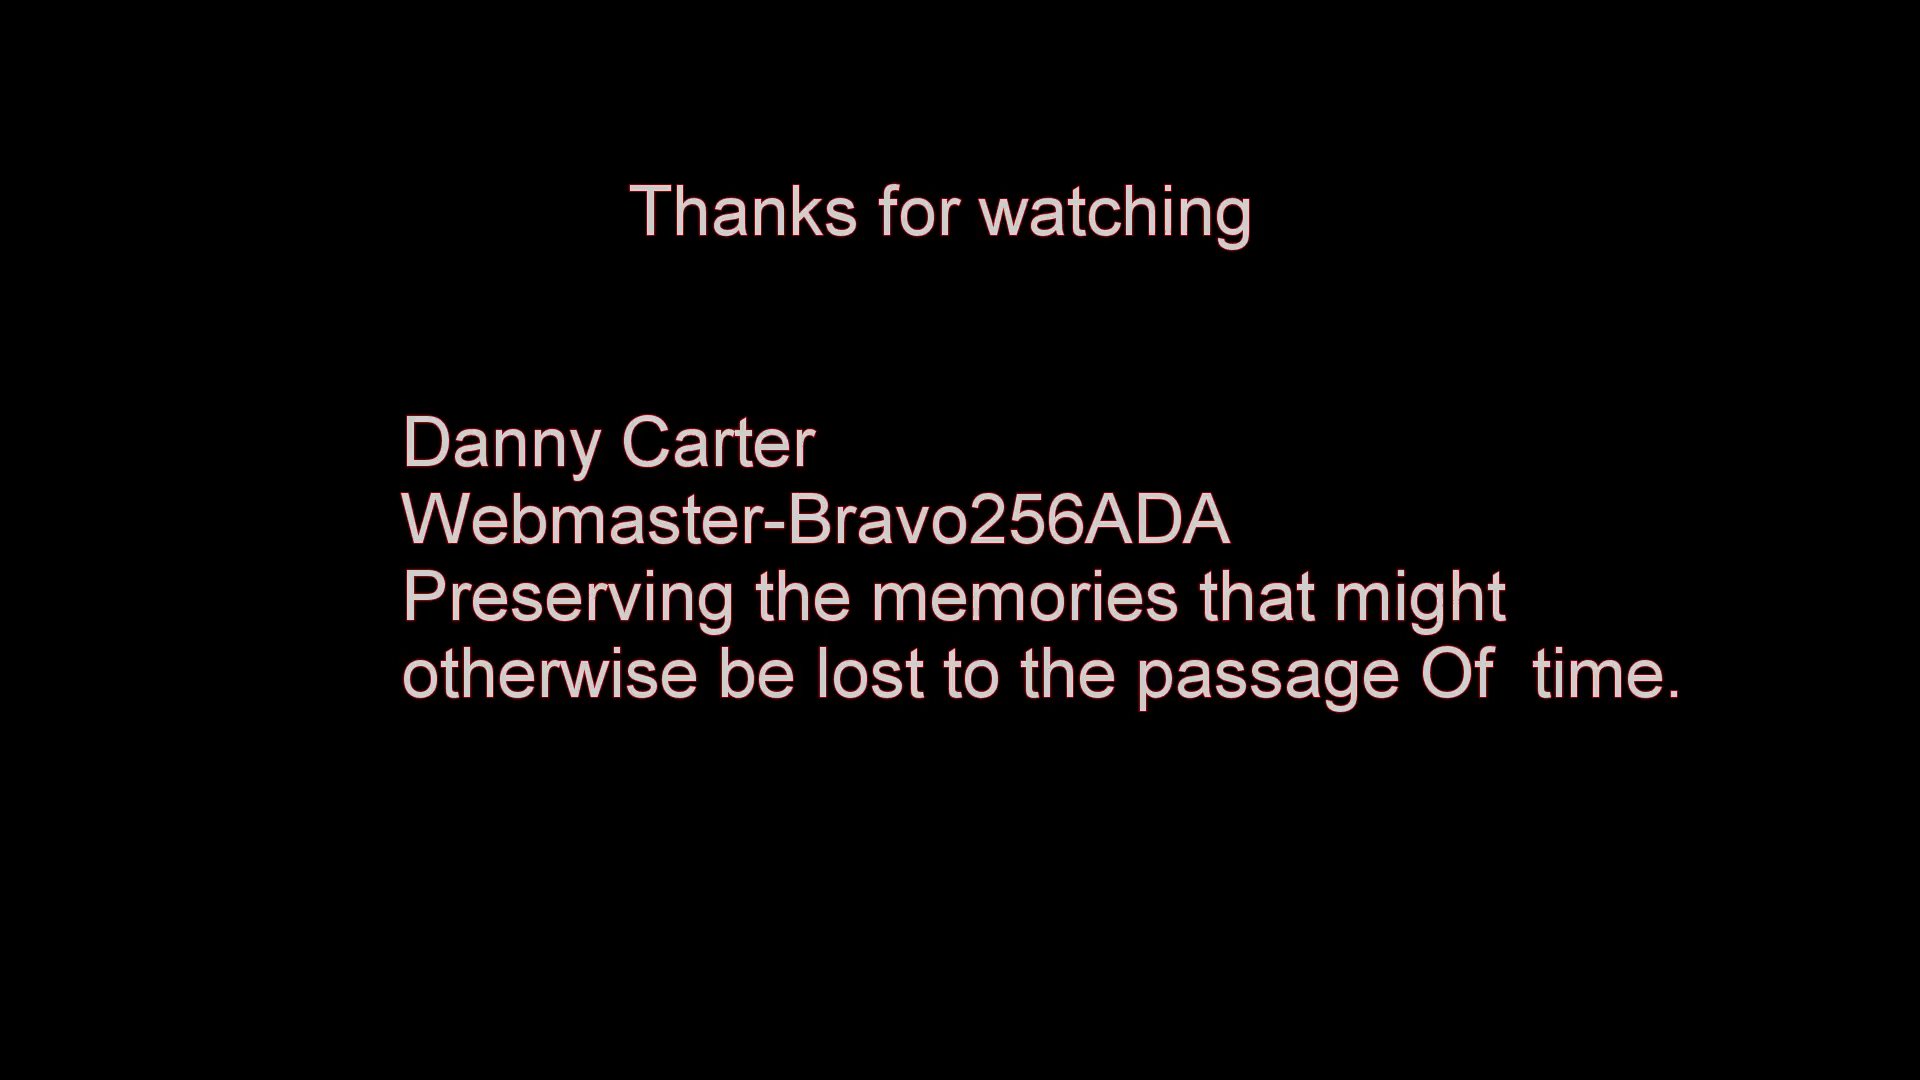 Thanks for watching
Danny Carter
Webmaster-Bravo256ADA
Preserving the memories that might
otherwise be lost to the passage Of  time.